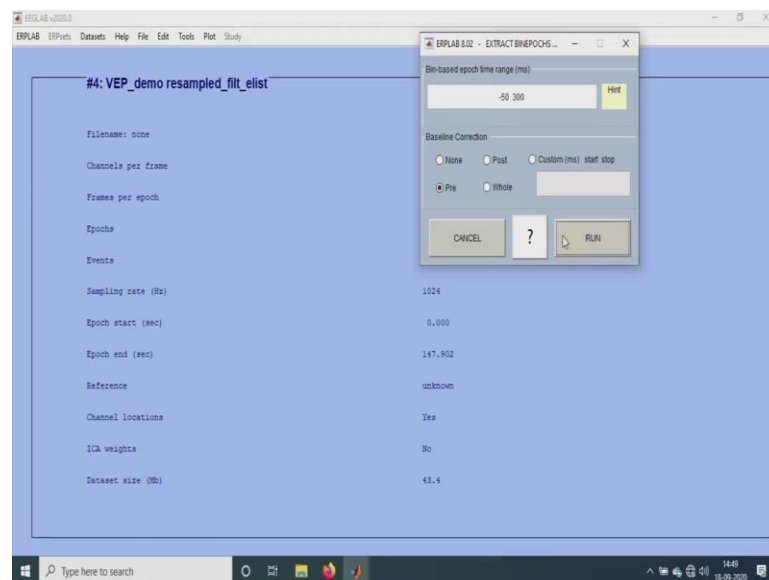 EEGLAB v2020.0
ERPLAB ERPsets Datasets Help File Edit Tools Plot Study
#4: VEP_demo resampled_filt_elist
Filename: none
Channels per frame
Frames per epoch
Epochs
Events
Sampling rate (Hz) 1024
Epoch start (sec) 0.000
Epoch end (sec) 147.902
Reference unknown
Channel locations Yes
ICA weights No
Dataset size (Mb) 43.4
ERPLAB 8.02 - EXTRACT BINEPOCHS ...
Bin-based epoch time range (ms)
-50 300
Hint
Baseline Correction
None Post Custom (ms) start stop
Pre Whole
CANCEL ? RUN
Type here to search
14:49
18-09-2020